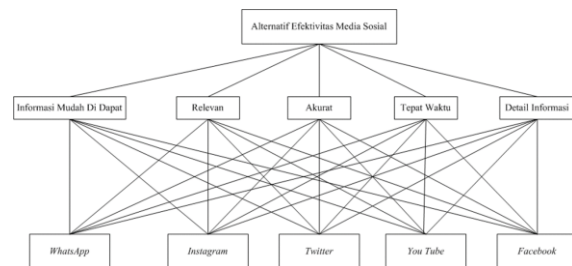 Alternatif Efektivitas Media Sosial
Informasi Mudah Di Dapat
Relevan
Akurat
Tepat Waktu
Detail Informasi
WhatsApp
Instagram
Twitter
You Tube
Facebook